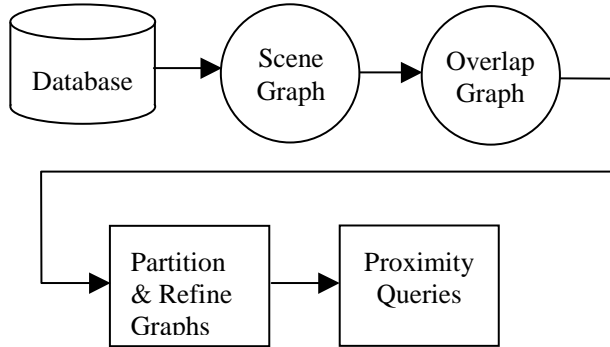 Database
Scene
Graph
Overlap
Graph
Partition
& Refine
Graphs
Proximity
Queries